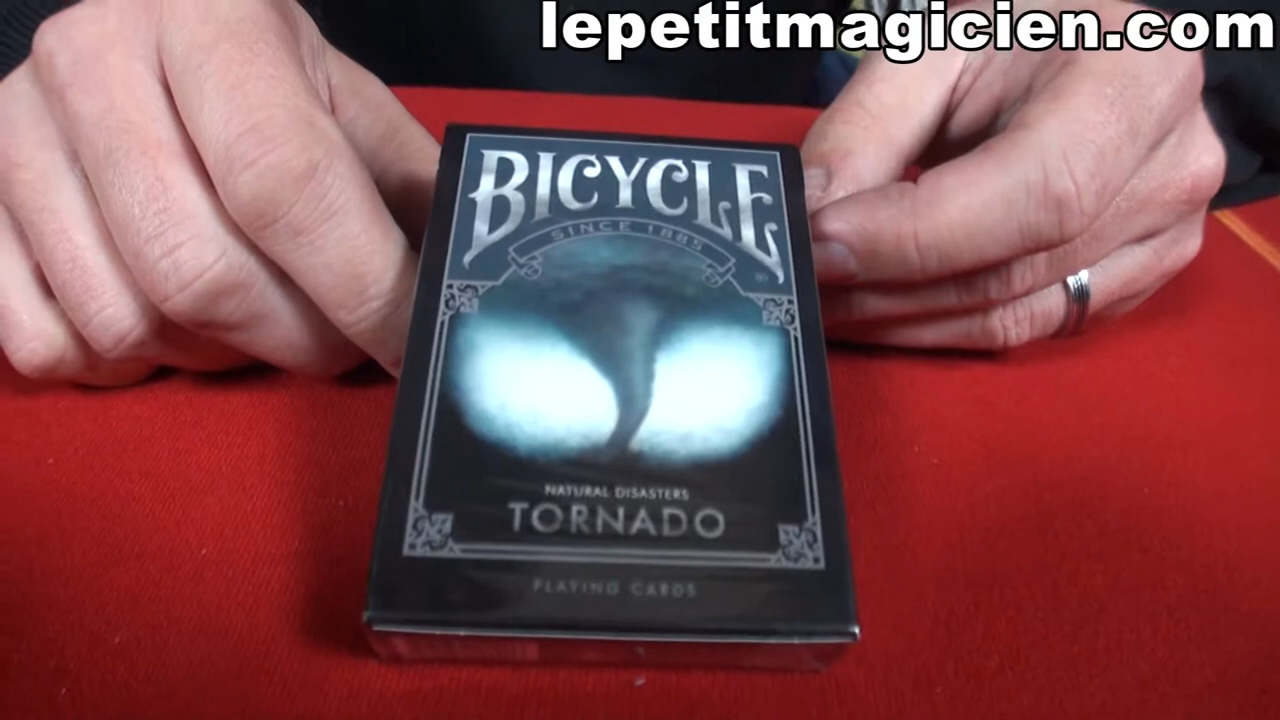 lepetitmagicien.com
BICYCLE
SINCE 1885
NATURAL DISASTERS
TORNADO
PLAYING CARDS